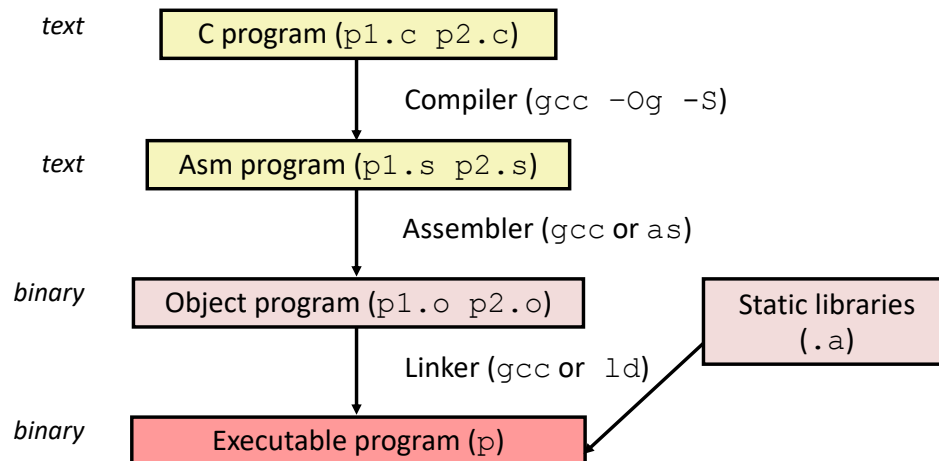 text
C program (p1.c p2.c)
Compiler (gcc –Og -S)
text
Asm program (p1.s p2.s)
Assembler (gcc or as)
binary
Object program (p1.o p2.o)
Static libraries
(.a)
Linker (gcc or ld)
binary
Executable program (p)